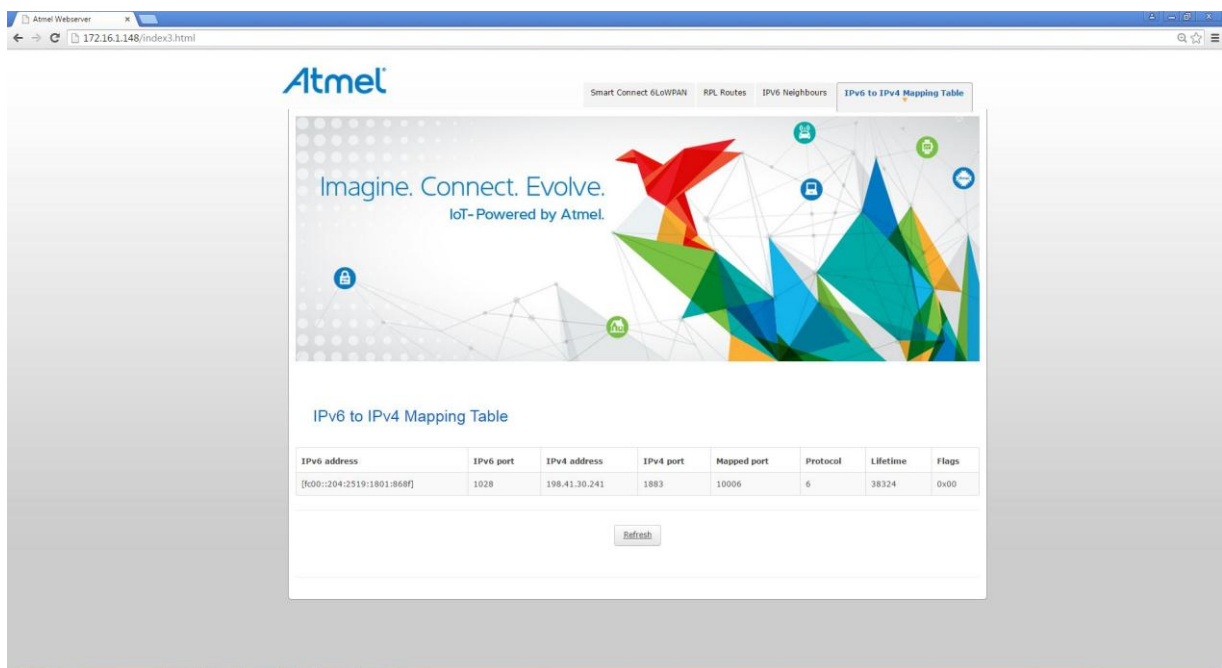 Atmel Webserver
172.16.1.148/index3.html
Atmel
Smart Connect 6LoWPAN RPL Routes IPV6 Neighbours IPv6 to IPv4 Mapping Table
Imagine. Connect. Evolve.
IoT-Powered by Atmel.
IPv6 to IPv4 Mapping Table
IPv6 address IPv6 port IPv4 address IPv4 port Mapped port Protocol Lifetime Flags
[fc00::204:2519:1801:868f] 1028 198.41.30.241 1883 10006 6 38324 0x00
Refresh